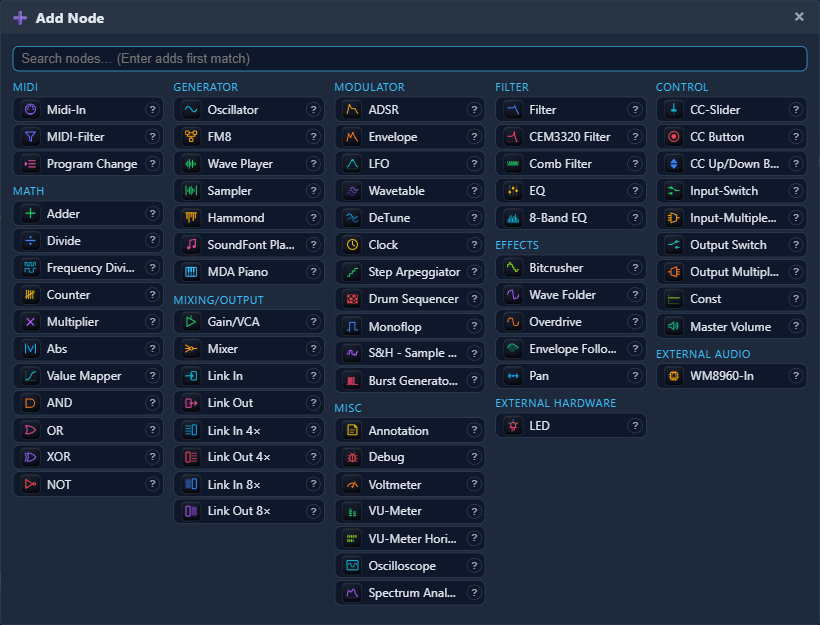 Add Node
Search nodes... (Enter adds first match)
MIDI
Midi-In ?
MIDI-Filter ?
Program Change ?
MATH
Adder ?
Divide ?
Frequency Divi... ?
Counter ?
Multiplier ?
Abs ?
Value Mapper ?
AND ?
OR ?
XOR ?
NOT ?
GENERATOR
Oscillator ?
FM8 ?
Wave Player ?
Sampler ?
Hammond ?
SoundFont Pla... ?
MDA Piano ?
MIXING/OUTPUT
Gain/VCA ?
Mixer ?
Link In ?
Link Out ?
Link In 4× ?
Link Out 4× ?
Link In 8× ?
Link Out 8× ?
MODULATOR
ADSR ?
Envelope ?
LFO ?
Wavetable ?
DeTune ?
Clock ?
Step Arpeggiator ?
Drum Sequencer ?
Monoflop ?
S&H - Sample ... ?
Burst Generato... ?
MISC
Annotation ?
Debug ?
Voltmeter ?
VU-Meter ?
VU-Meter Hori... ?
Oscilloscope ?
Spectrum Anal... ?
FILTER
Filter ?
CEM3320 Filter ?
Comb Filter ?
EQ ?
8-Band EQ ?
EFFECTS
Bitcrusher ?
Wave Folder ?
Overdrive ?
Envelope Follo... ?
Pan ?
EXTERNAL HARDWARE
LED ?
CONTROL
CC-Slider ?
CC Button ?
CC Up/Down B... ?
Input-Switch ?
Input-Multiple... ?
Output Switch ?
Output Multipl... ?
Const ?
Master Volume ?
EXTERNAL AUDIO
WM8960-In ?